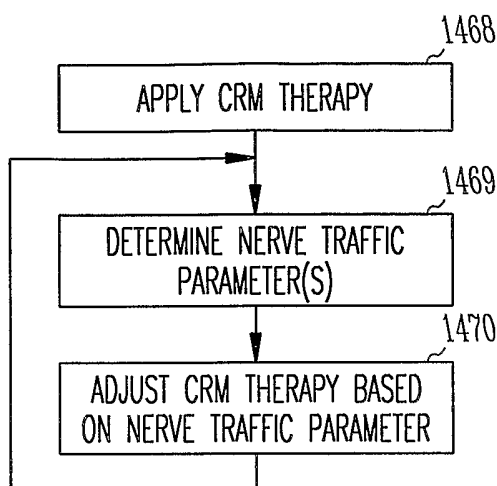 1468
APPLY CRM THERAPY
1469
DETERMINE NERVE TRAFFIC
PARAMETER(S)
1470
ADJUST CRM THERAPY BASED
ON NERVE TRAFFIC PARAMETER